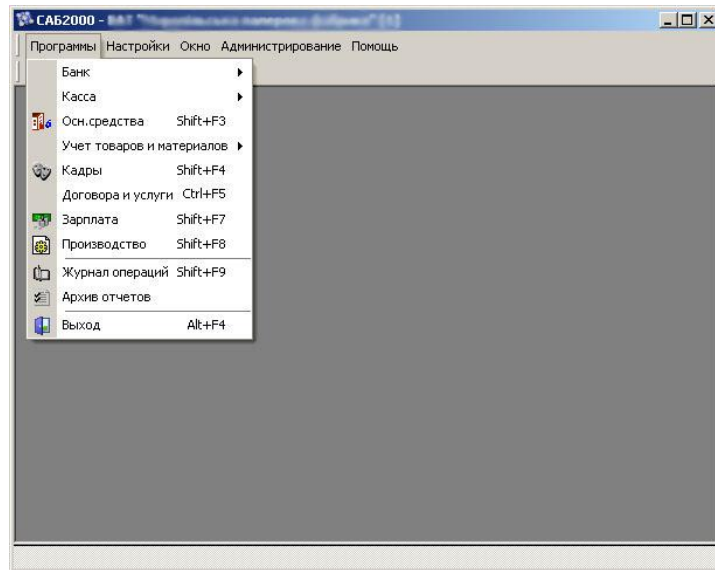 САБ2000 -
Программы Настройки Окно Администрирование Помощь
Банк
Касса
Осн.средства Shift+F3
Учет товаров и материалов
Кадры Shift+F4
Договора и услуги Ctrl+F5
Зарплата Shift+F7
Производство Shift+F8
Журнал операций Shift+F9
Архив отчетов
Выход Alt+F4